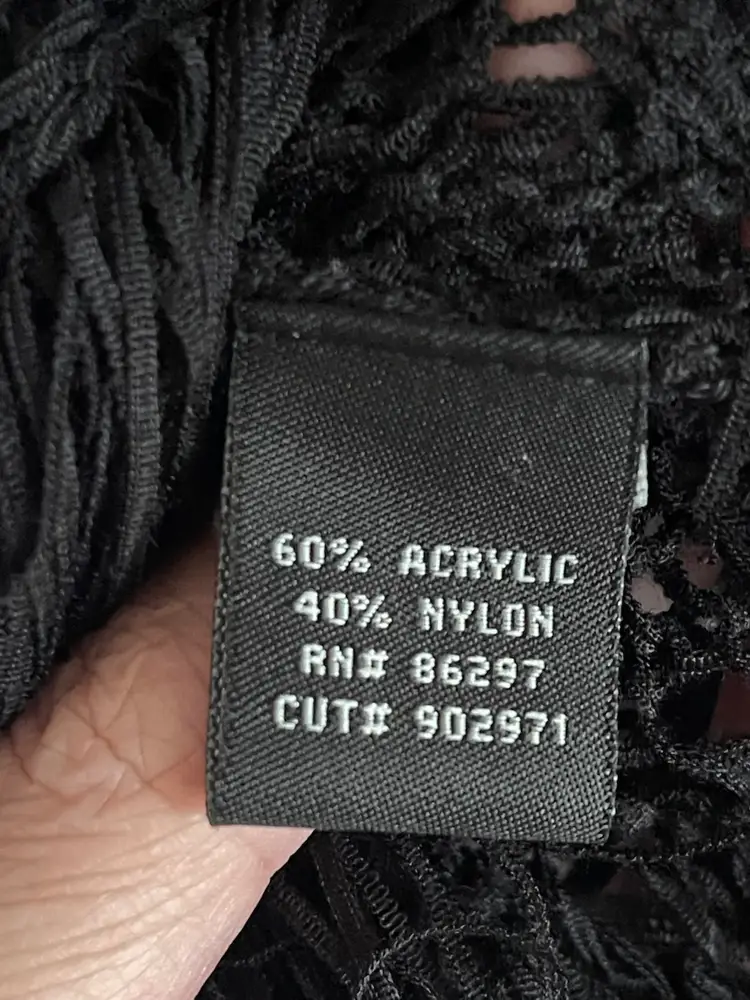 60% ACRYLIC
40% NYLON
RN# 86297
CUT# 902971